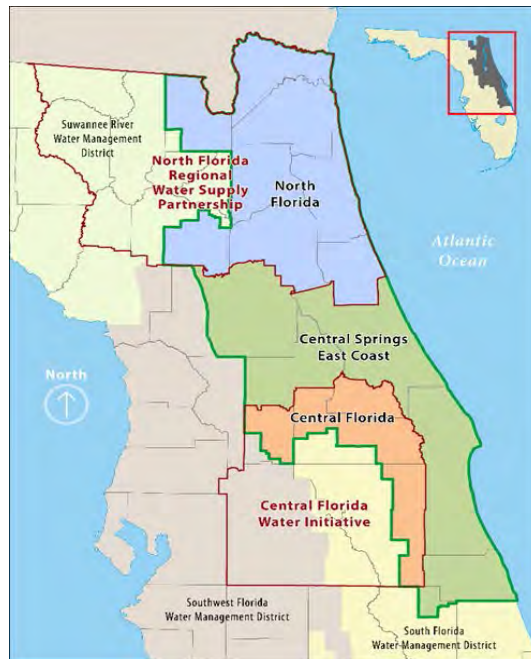 Suwannee River
Water Management
District
North Florida
Regional
Water Supply
Partnership
North
Florida
Atlantic
Ocean
Central Springs
East Coast
North
Central Florida
Central Florida
Water Initiative
Southwest Florida
Water Management District
South Florida
Water Management District